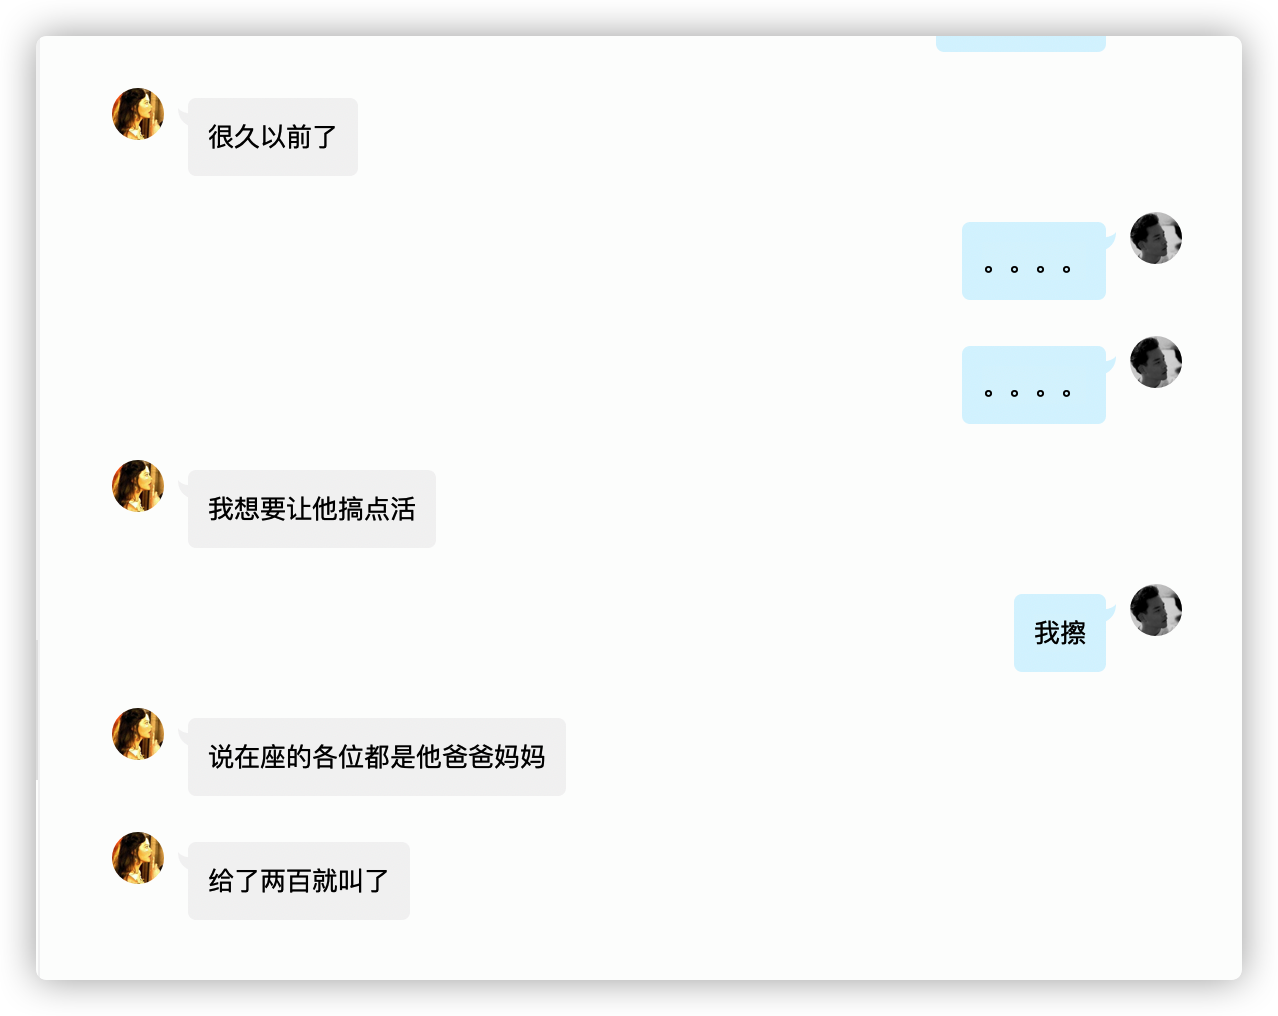 很久以前了
。。。。
。。。。
我想要让他搞点活
我擦
说在座的各位都是他爸爸妈妈
给了两百就叫了